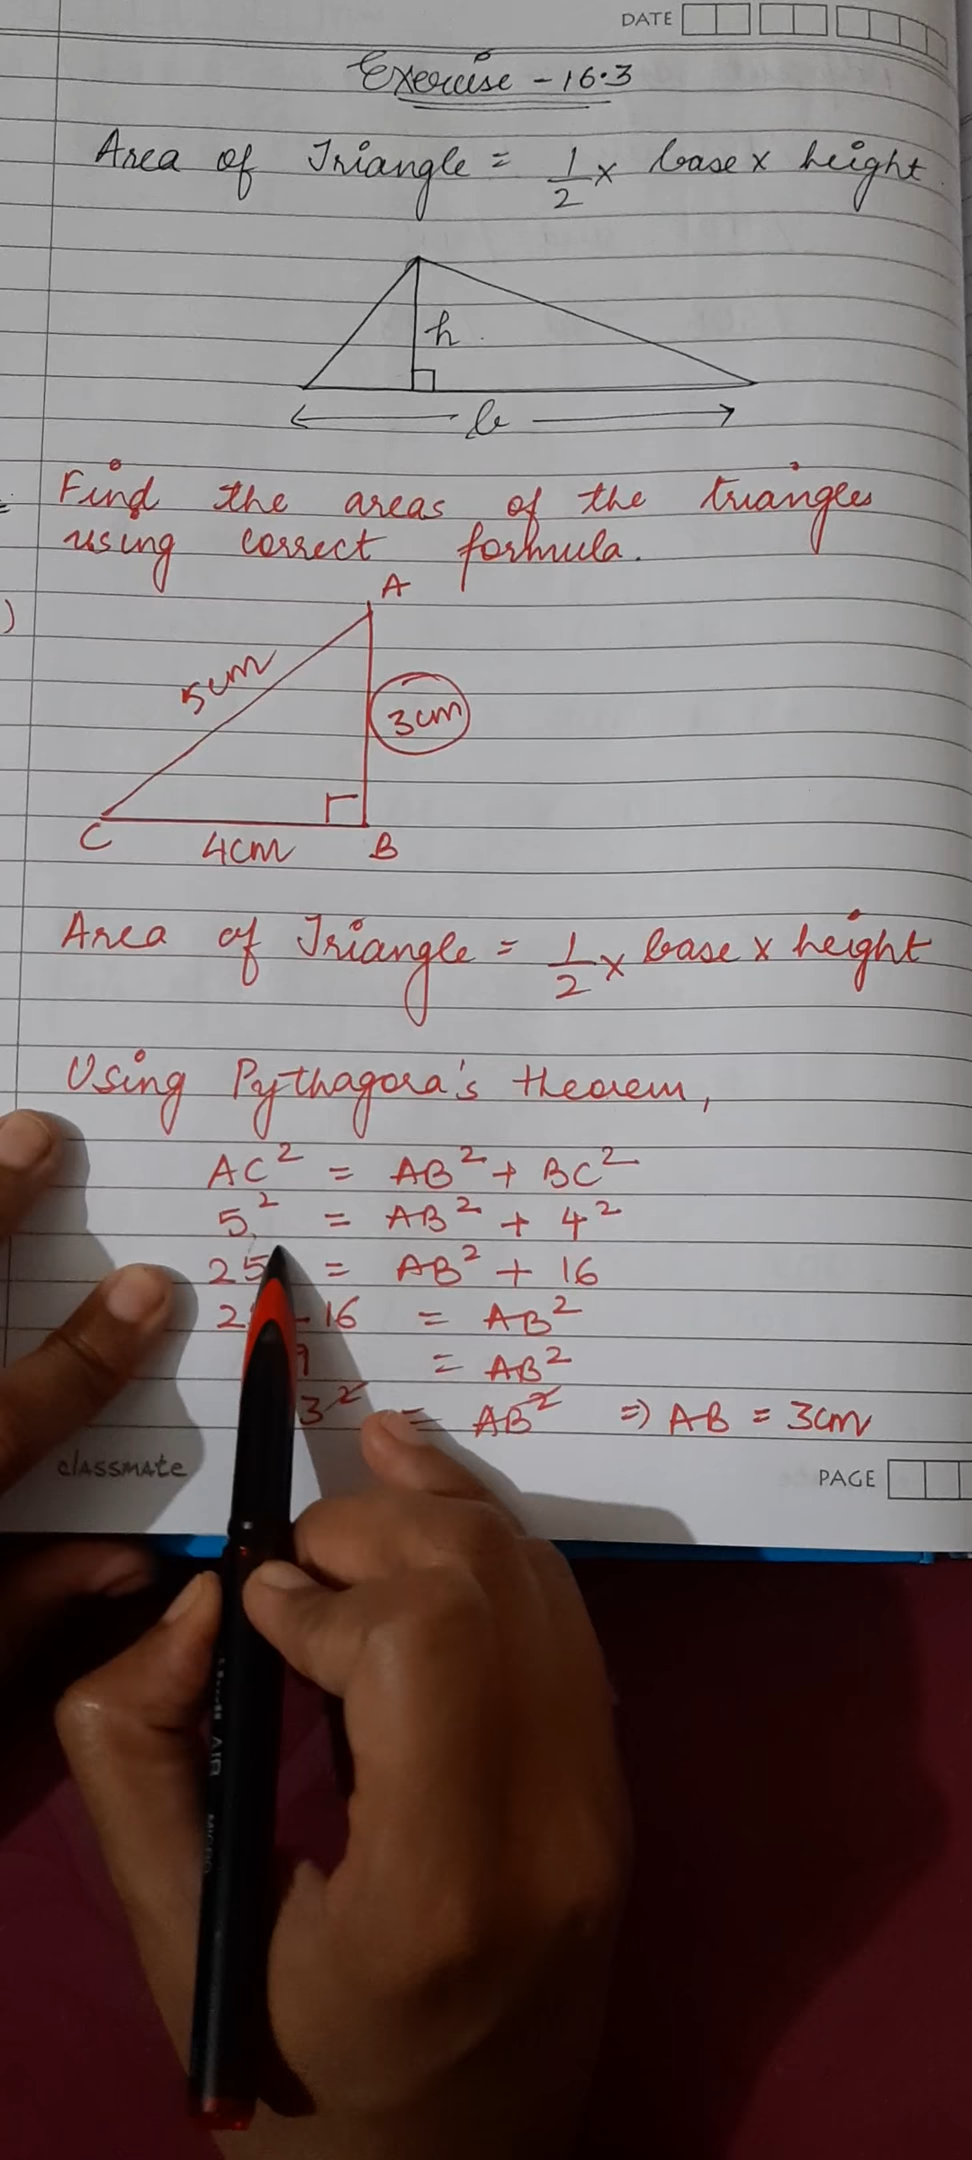 DATE
Exercise - 16.3
Area of Triangle = 1/2 x base x height
h
b
Find the areas of the triangles
using correct formula.
)
A
5cm
3cm
C
4cm
B
Area of Triangle = 1/2 x base x height
Using Pythagora's theorem,
AC² = AB² + BC²
5² = AB² + 4²
25 = AB² + 16
- 16 = AB²
9 = AB²
3² = AB² => AB = 3cm
classmate
PAGE